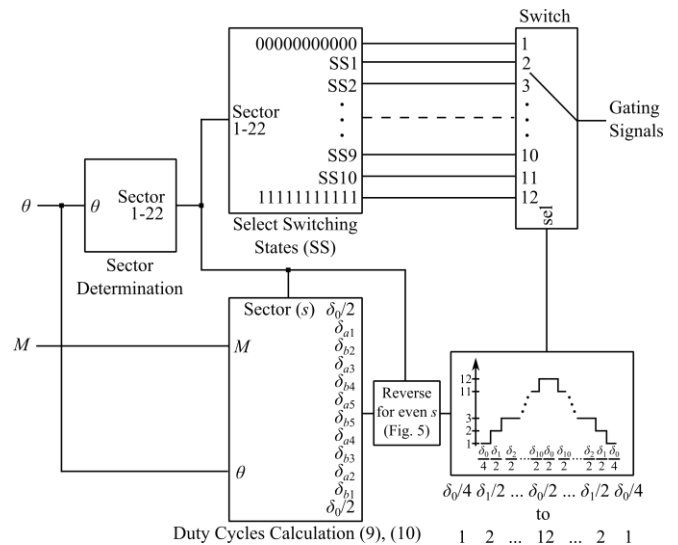 Switch
00000000000
SS1
SS2
SS9
SS10
11111111111
Sector
1-22
1
2
3
10
11
12
sel
Gating
Signals
Select Switching
States (SS)
θ
θ
Sector
1-22
Sector
Determination
M
Sector (s)
M
θ
δ0/2
δa1
δb2
δa3
δb4
δa5
δb5
δa4
δb3
δa2
δb1
δ0/2
Duty Cycles Calculation (9), (10)
Reverse
for even s
(Fig. 5)
12
11
3
2
1
δ0/4 δ1/2 δ2/2 ... δ10/2 δ0/2 δ10/2 ... δ2/2 δ1/2 δ0/4
δ0/4 δ1/2 ... δ0/2 ... δ1/2 δ0/4
to
1 2 ... 12 ... 2 1